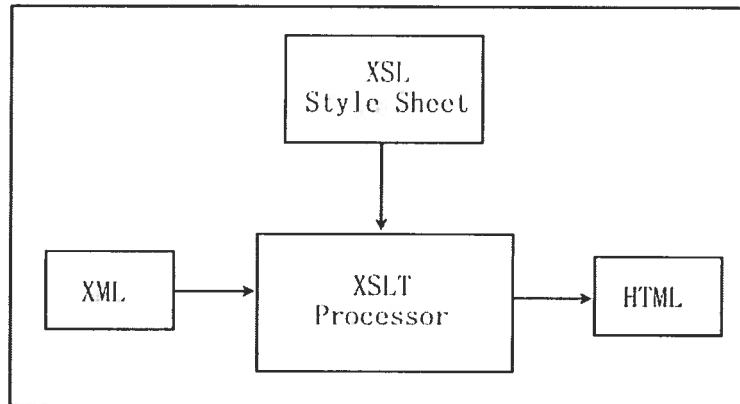 XSL
Style Sheet
XML
XSLT
Processor
HTML